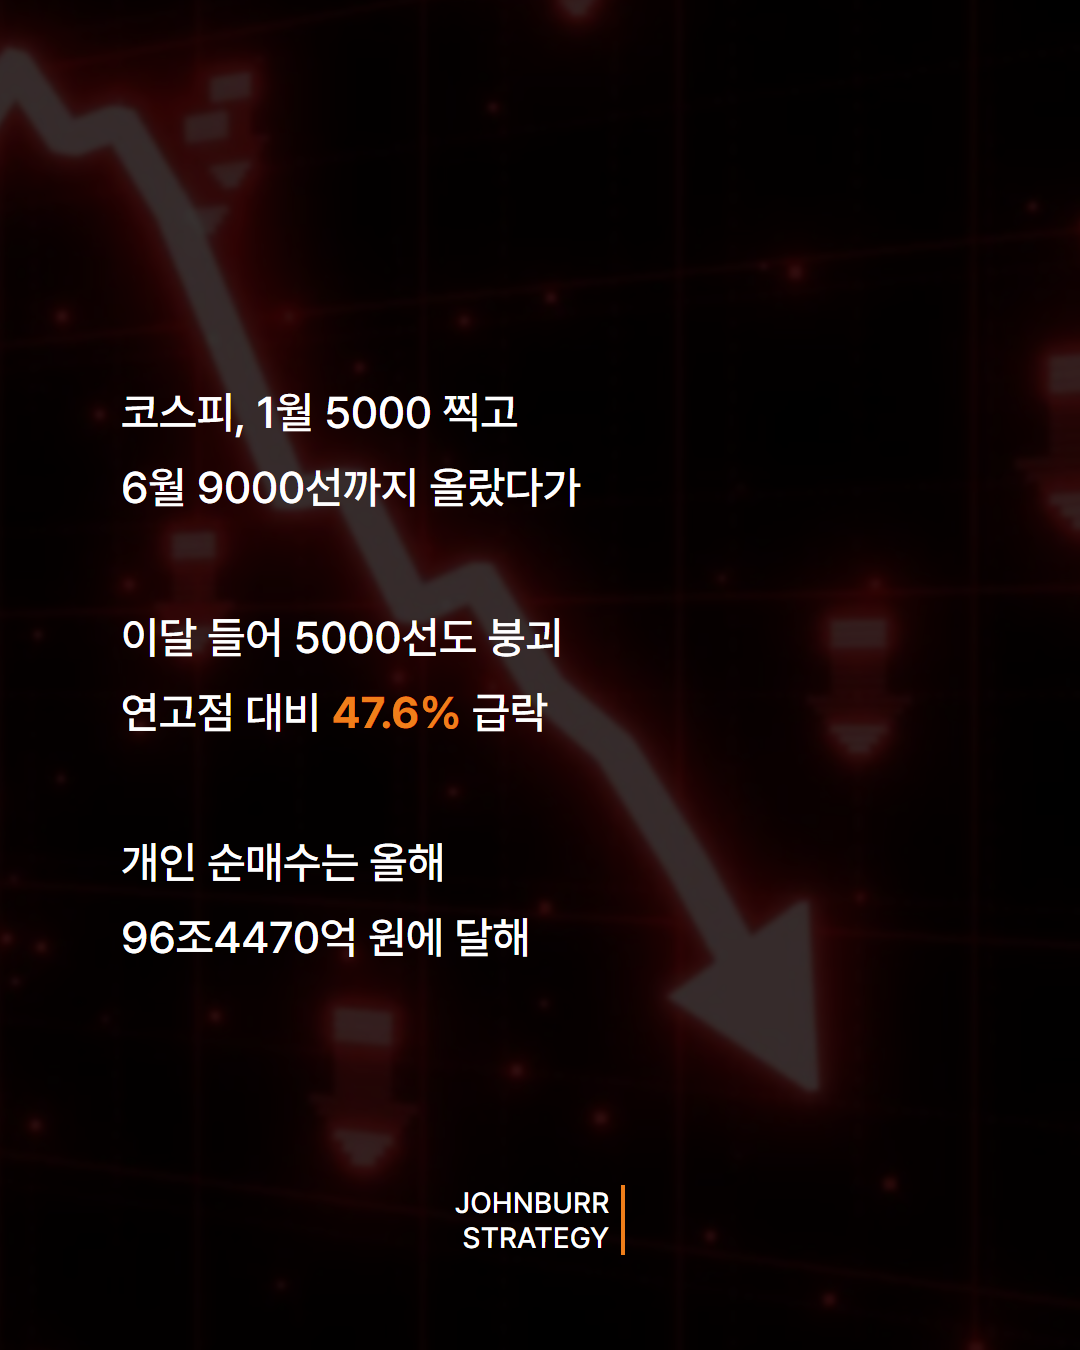 코스피, 1월 5000 찍고
6월 9000선까지 올랐다가
이달 들어 5000선도 붕괴
연고점 대비 47.6% 급락
개인 순매수는 올해
96조4470억 원에 달해
JOHNBURR
STRATEGY